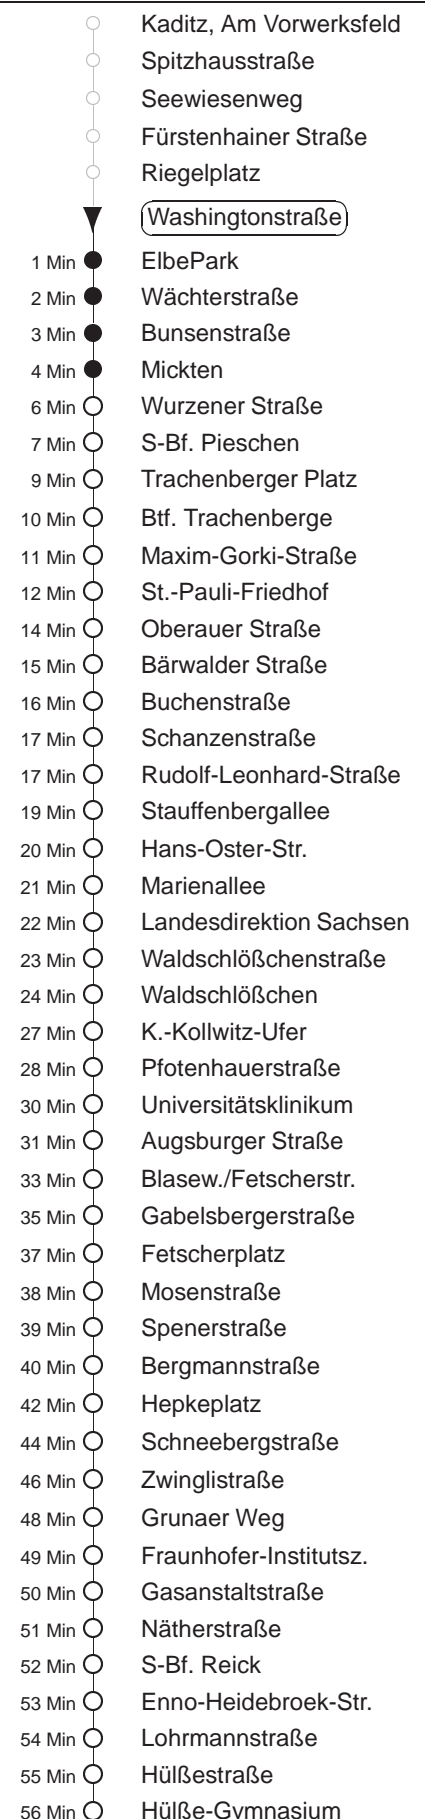 Kaditz, Am Vorwerksfeld
Spitzhausstraße
Seewiesenweg
Fürstenhainer Straße
Riegelplatz
Washingtonstraße
1 Min ElbePark
2 Min Wächterstraße
3 Min Bunsenstraße
4 Min Mickten
6 Min Wurzener Straße
7 Min S-Bf. Pieschen
9 Min Trachenberger Platz
10 Min Btf. Trachenberge
11 Min Maxim-Gorki-Straße
12 Min St.-Pauli-Friedhof
14 Min Oberauer Straße
15 Min Bärwalder Straße
16 Min Buchenstraße
17 Min Schanzenstraße
17 Min Rudolf-Leonhard-Straße
19 Min Stauffenbergallee
20 Min Hans-Oster-Str.
21 Min Marienallee
22 Min Landesdirektion Sachsen
23 Min Waldschlößchenstraße
24 Min Waldschlößchen
27 Min K.-Kollwitz-Ufer
28 Min Pfotenhauerstraße
30 Min Universitätsklinikum
31 Min Augsburger Straße
33 Min Blasew./Fetscherstr.
35 Min Gabelsbergerstraße
37 Min Fetscherplatz
38 Min Mosenstraße
39 Min Spenerstraße
40 Min Bergmannstraße
42 Min Hepkeplatz
44 Min Schneebergstraße
46 Min Zwinglistraße
48 Min Grunaer Weg
49 Min Fraunhofer-Institutsz.
50 Min Gasanstaltstraße
51 Min Nätherstraße
52 Min S-Bf. Reick
53 Min Enno-Heidebroek-Str.
54 Min Lohrmannstraße
55 Min Hülßestraße
56 Min Hülße-Gymnasium